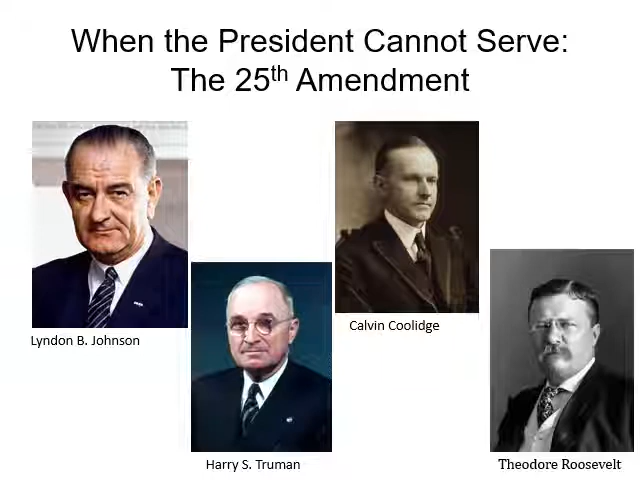 When the President Cannot Serve:
The 25th Amendment
Lyndon B. Johnson
Harry S. Truman
Calvin Coolidge
Theodore Roosevelt